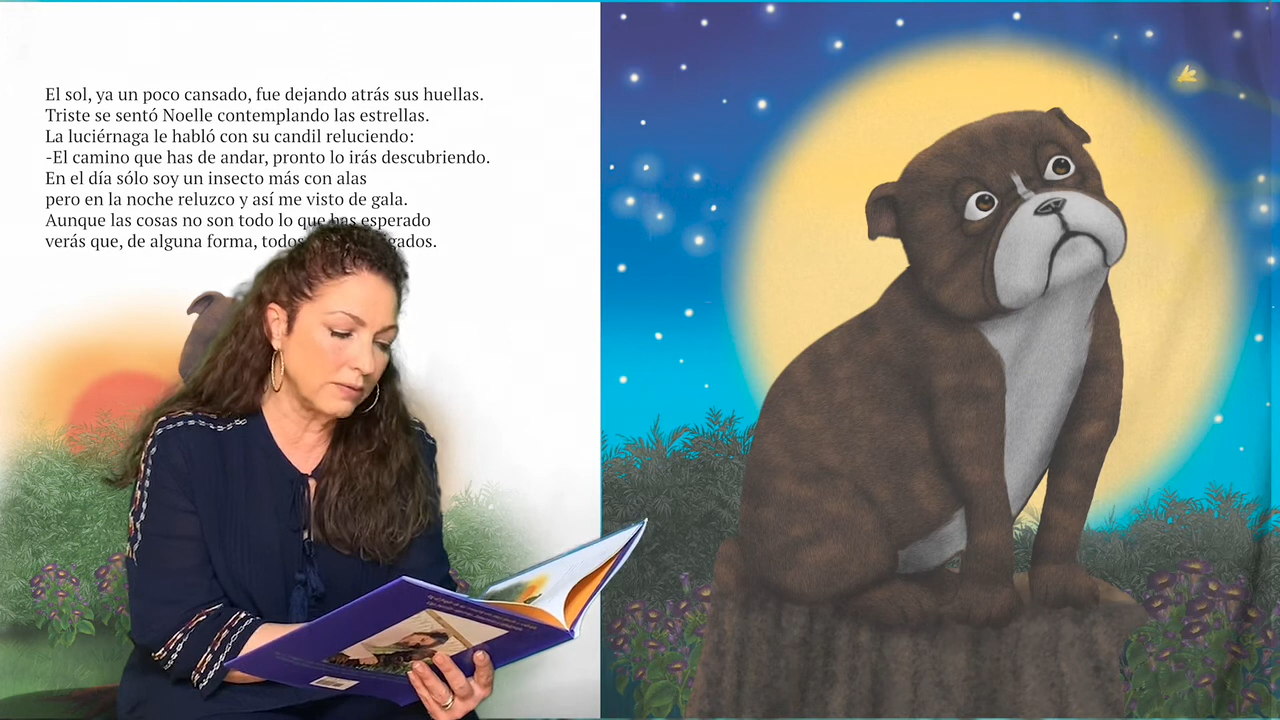 El sol, ya un poco cansado, fue dejando atrás sus huellas.
Triste se sentó Noelle contemplando las estrellas.
La luciérnaga le habló con su candil reluciendo:
-El camino que has de andar, pronto lo irás descubriendo.
En el día sólo soy un insecto más con alas
pero en la noche reluzco y así me visto de gala.
Aunque las cosas no son todo lo que has esperado
verás que, de alguna forma, todos